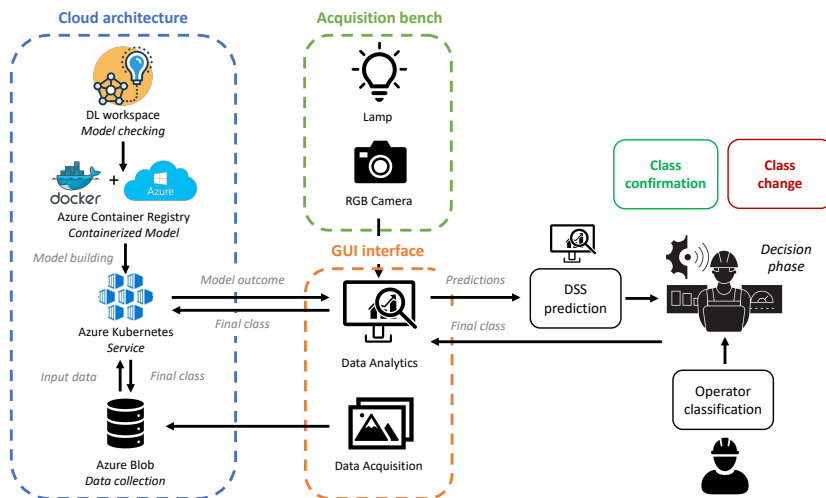 Cloud architecture
Acquisition bench
DL workspace
Model checking
Lamp
docker
+
Azure
Azure Container Registry
Containerized Model
RGB Camera
Class
confirmation
Class
change
Model building
GUI interface
Decision
phase
Model outcome
Predictions
DSS
prediction
Azure Kubernetes
Service
Final class
Final class
Data Analytics
Input data
Final class
Operator
classification
Azure Blob
Data collection
Data Acquisition